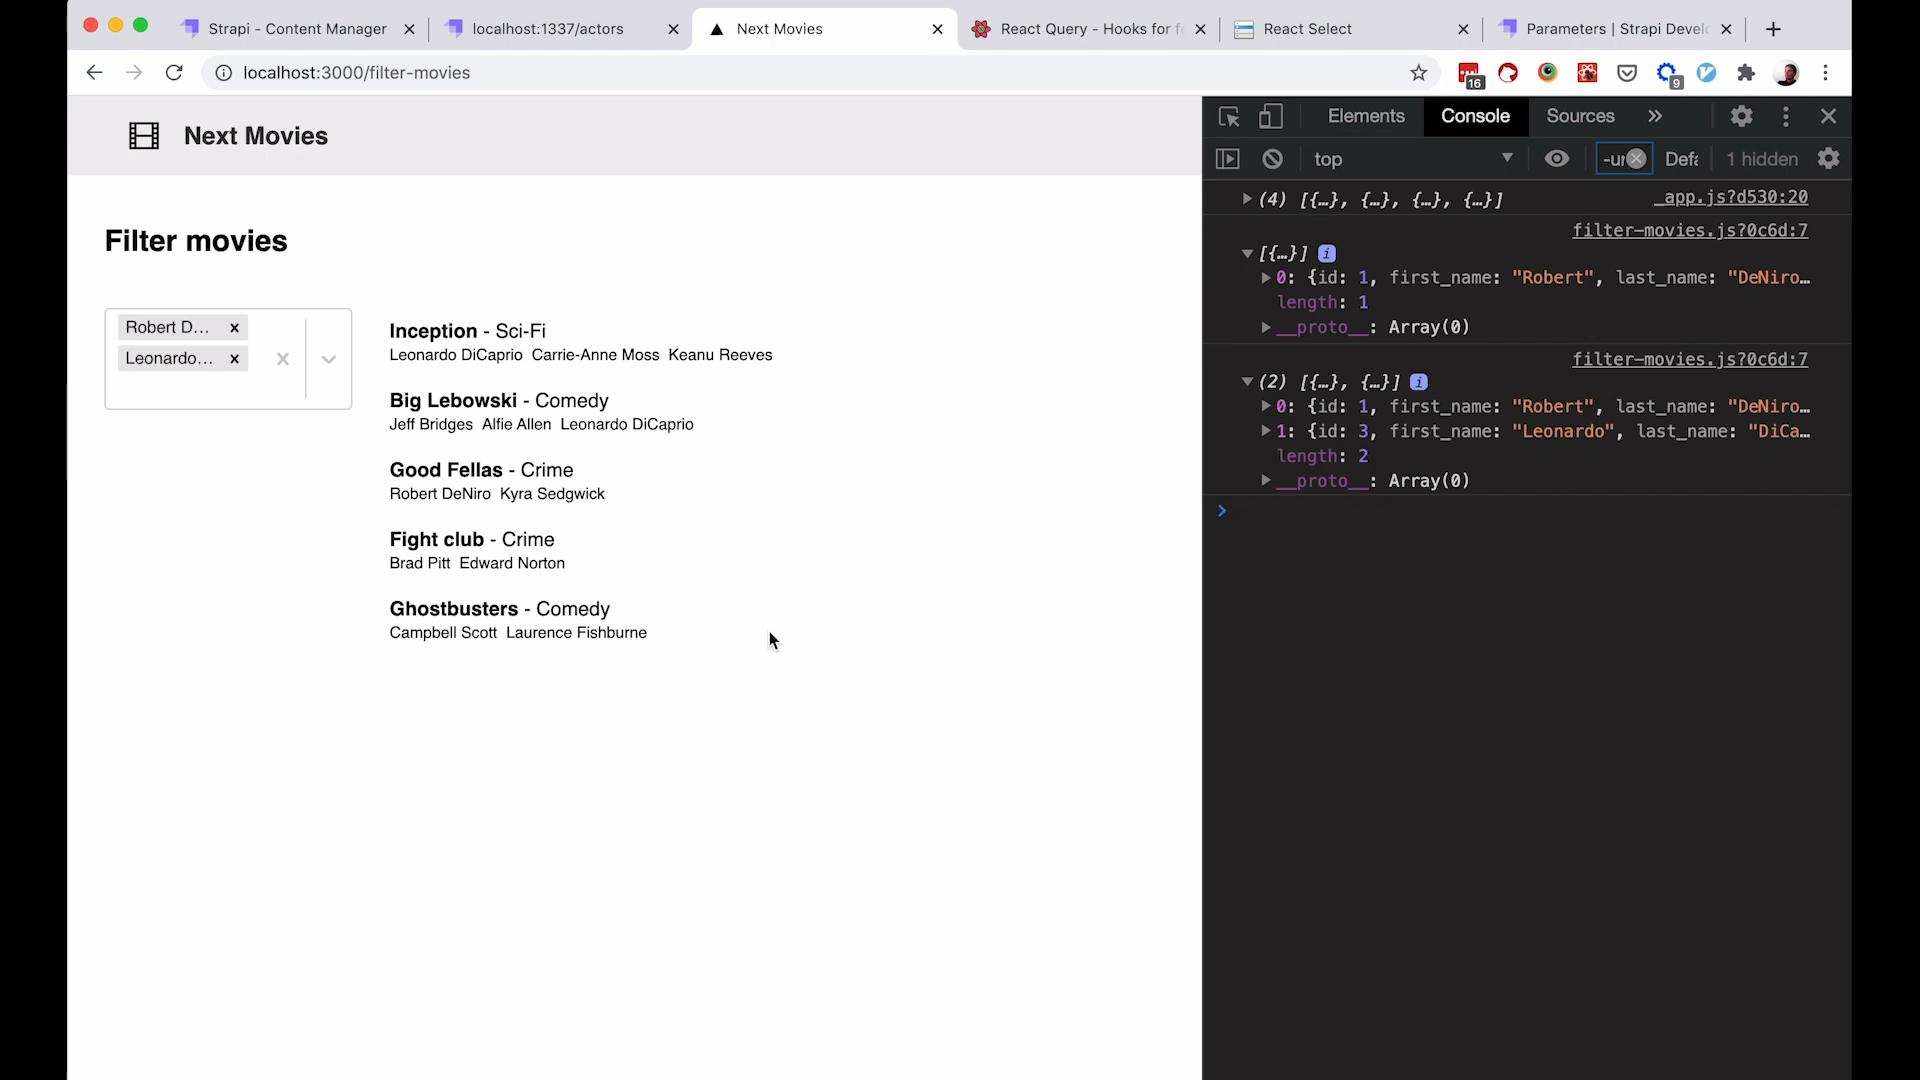 Strapi - Content Manager
localhost:1337/actors
Next Movies
React Query - Hooks for fe
React Select
Parameters | Strapi Develo
localhost:3000/filter-movies
16
9
Next Movies
Elements
Console
Sources
top
-ur
Defa
1 hidden
Filter movies
Robert D...
Leonardo...
Inception - Sci-Fi
Leonardo DiCaprio Carrie-Anne Moss Keanu Reeves
Big Lebowski - Comedy
Jeff Bridges Alfie Allen Leonardo DiCaprio
Good Fellas - Crime
Robert DeNiro Kyra Sedgwick
Fight club - Crime
Brad Pitt Edward Norton
Ghostbusters - Comedy
Campbell Scott Laurence Fishburne
(4) [{…}, {…}, {…}, {…}]
_app.js?d530:20
filter-movies.js?0c6d:7
[{…}]
0: {id: 1, first_name: "Robert", last_name: "DeNiro…
length: 1
__proto__: Array(0)
filter-movies.js?0c6d:7
(2) [{…}, {…}]
0: {id: 1, first_name: "Robert", last_name: "DeNiro…
1: {id: 3, first_name: "Leonardo", last_name: "DiCa…
length: 2
__proto__: Array(0)